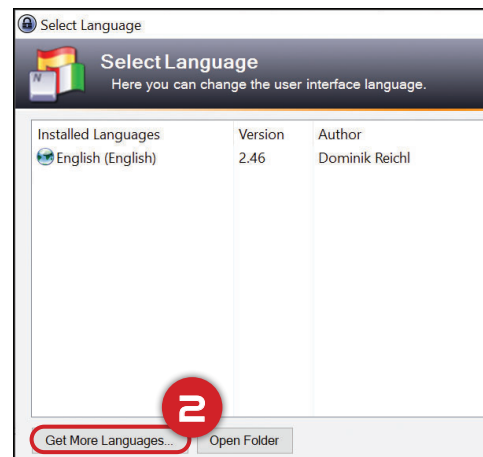 Select Language
Select Language
Here you can change the user interface language.
Installed Languages Version Author
English (English) 2.46 Dominik Reichl
N
2
Get More Languages... Open Folder